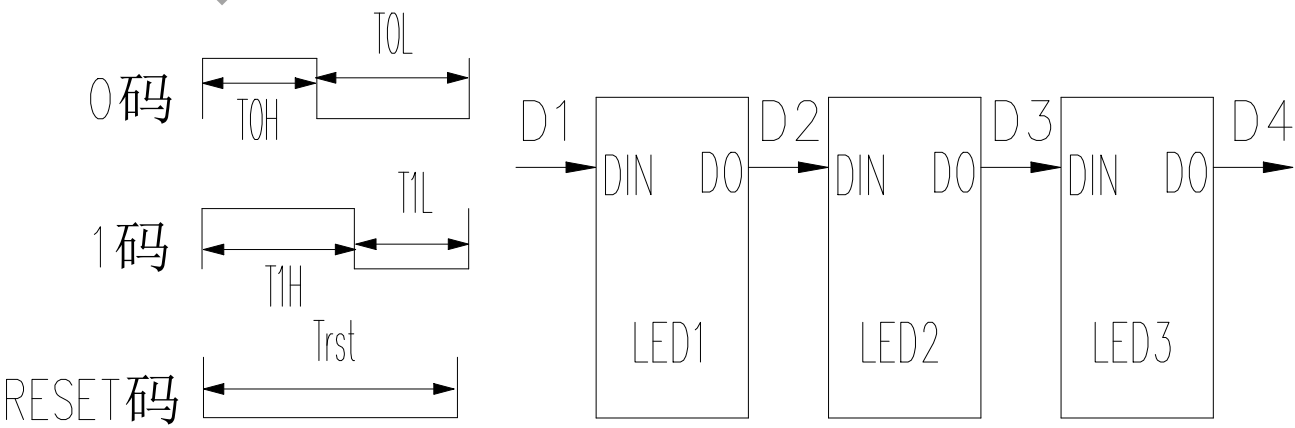 T0L
0码
T0H
T1L
1码
T1H
Trst
RESET码
D1
D2
D3
D4
DIN DO
DIN DO
DIN DO
LED1
LED2
LED3